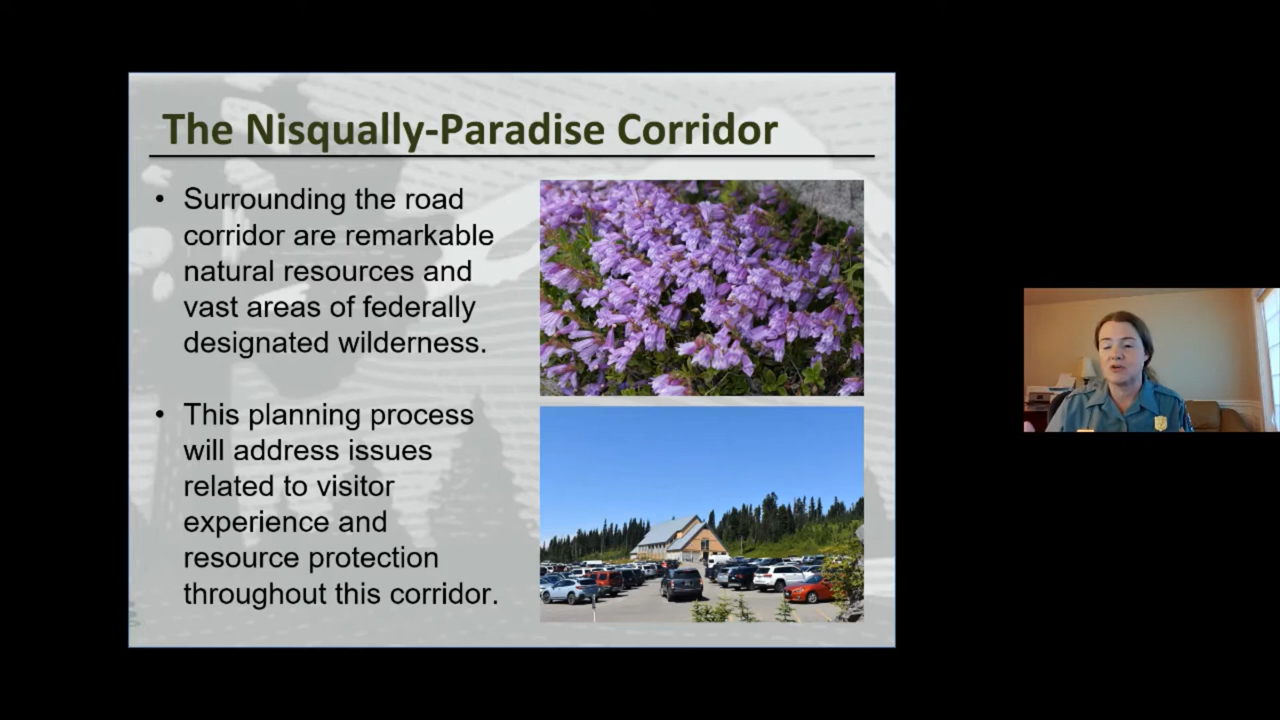 The Nisqually-Paradise Corridor
• Surrounding the road
corridor are remarkable
natural resources and
vast areas of federally
designated wilderness.
• This planning process
will address issues
related to visitor
experience and
resource protection
throughout this corridor.